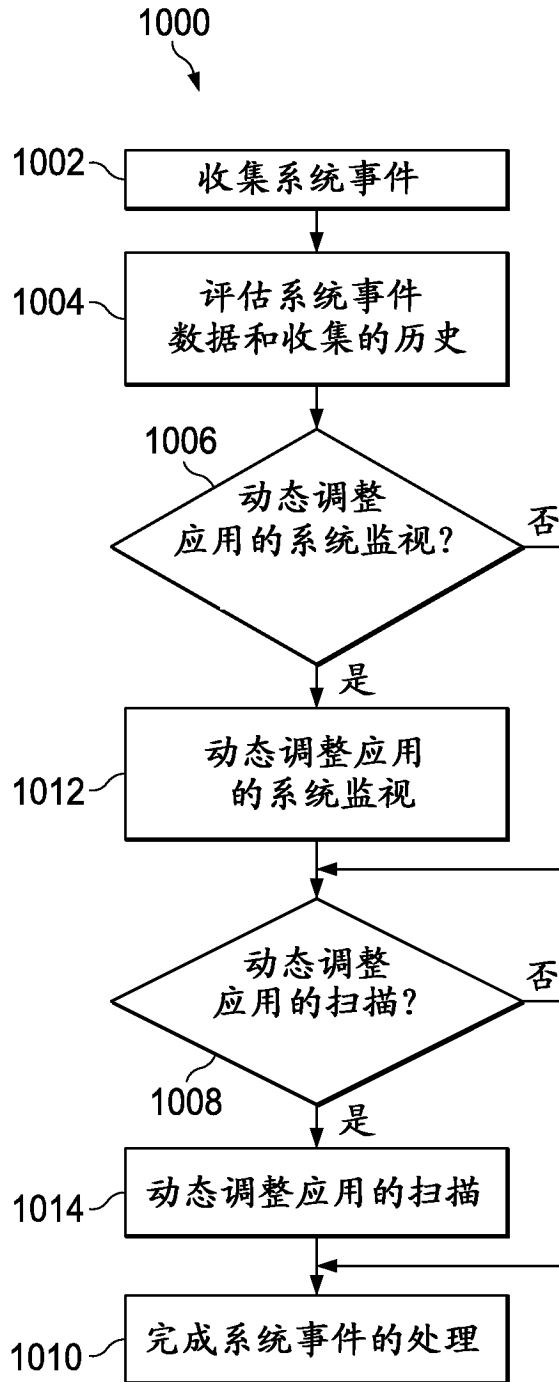 1000
1002
收集系统事件
1004
评估系统事件
数据和收集的历史
1006
动态调整
应用的系统监视?
否
是
1012
动态调整应用
的系统监视
动态调整
应用的扫描?
否
1008
是
1014
动态调整应用的扫描
1010
完成系统事件的处理